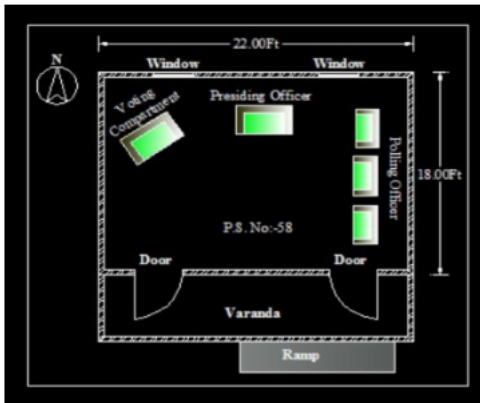 22.00Ft
N
Window
Window
Voting
Compartment
Presiding Officer
Polling Officer
18.00Ft
P.S. No:-58
Door
Door
Varanda
Ramp